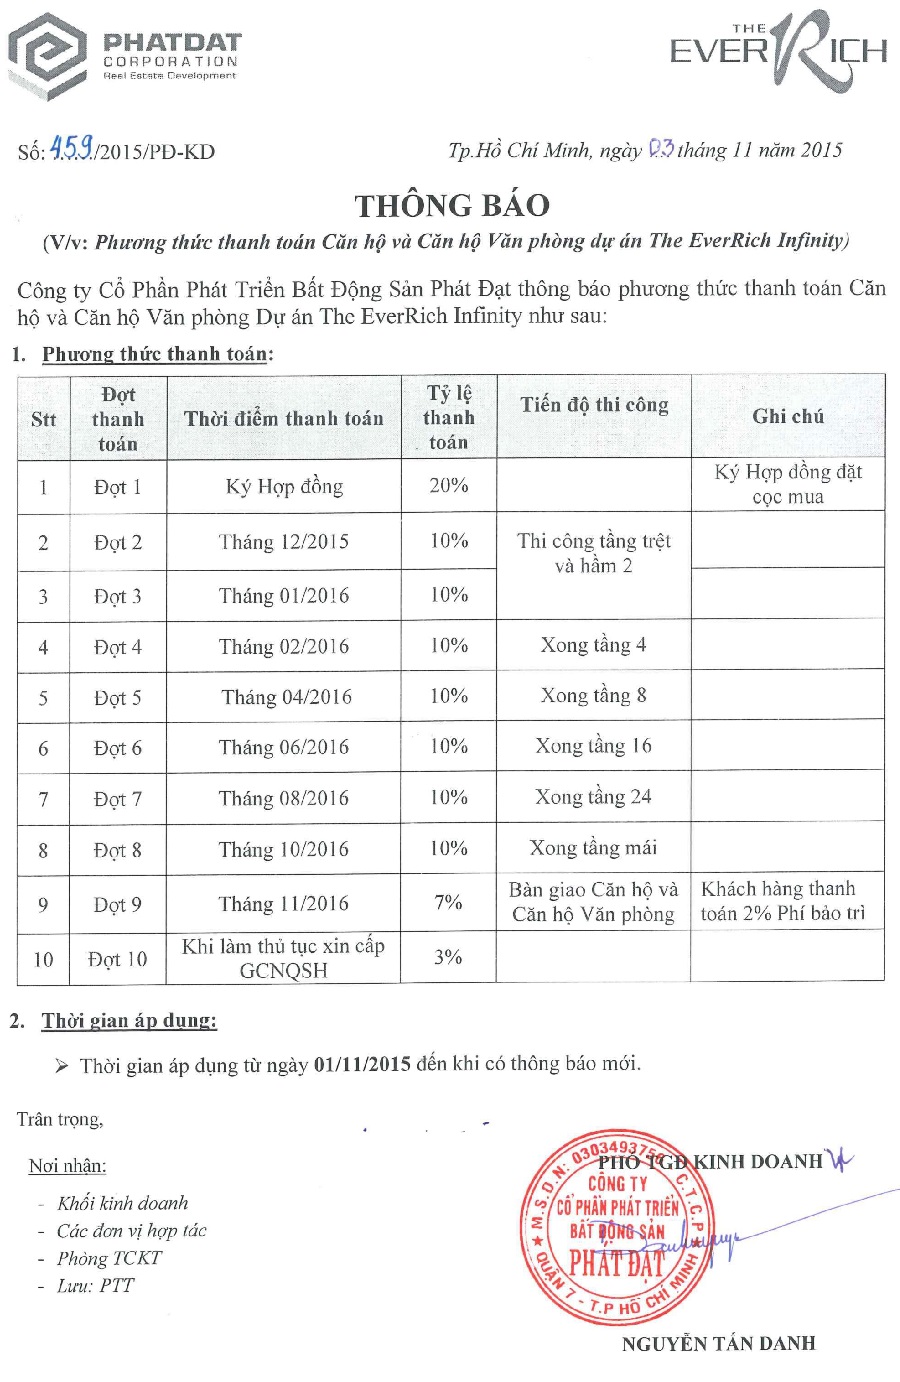 PHATDAT
CORPORATION
Real Estate Development
THE
EVERRICH
Số: 459/2015/PĐ-KD
Tp.Hồ Chí Minh, ngày 03 tháng 11 năm 2015
THÔNG BÁO
(V/v: Phương thức thanh toán Căn hộ và Căn hộ Văn phòng dự án The EverRich Infinity)
Công ty Cổ Phần Phát Triển Bất Động Sản Phát Đạt thông báo phương thức thanh toán Căn
hộ và Căn hộ Văn phòng Dự án The EverRich Infinity như sau:
1. Phương thức thanh toán:
Stt | Đợt thanh toán | Thời điểm thanh toán | Tỷ lệ thanh toán | Tiến độ thi công | Ghi chú
1 | Đợt 1 | Ký Hợp đồng | 20% | | Ký Hợp đồng đặt cọc mua
2 | Đợt 2 | Tháng 12/2015 | 10% | Thi công tầng trệt và hầm 2
3 | Đợt 3 | Tháng 01/2016 | 10%
4 | Đợt 4 | Tháng 02/2016 | 10% | Xong tầng 4
5 | Đợt 5 | Tháng 04/2016 | 10% | Xong tầng 8
6 | Đợt 6 | Tháng 06/2016 | 10% | Xong tầng 16
7 | Đợt 7 | Tháng 08/2016 | 10% | Xong tầng 24
8 | Đợt 8 | Tháng 10/2016 | 10% | Xong tầng mái
9 | Đợt 9 | Tháng 11/2016 | 7% | Bàn giao Căn hộ và Căn hộ Văn phòng | Khách hàng thanh toán 2% Phí bảo trì
10 | Đợt 10 | Khi làm thủ tục xin cấp GCNQSH | 3%
2. Thời gian áp dụng:
➢ Thời gian áp dụng từ ngày 01/11/2015 đến khi có thông báo mới.
Trân trọng,
PHÓ TGĐ KINH DOANH
Nơi nhận:
- Khối kinh doanh
- Các đơn vị hợp tác
- Phòng TCKT
- Lưu: PTT
M.S.D.N: 0303493756 - C.T.C.P
CÔNG TY
CỔ PHẦN PHÁT TRIỂN
BẤT ĐỘNG SẢN
PHÁT ĐẠT
QUẬN 7 - T.P HỒ CHÍ MINH
NGUYỄN TẤN DANH